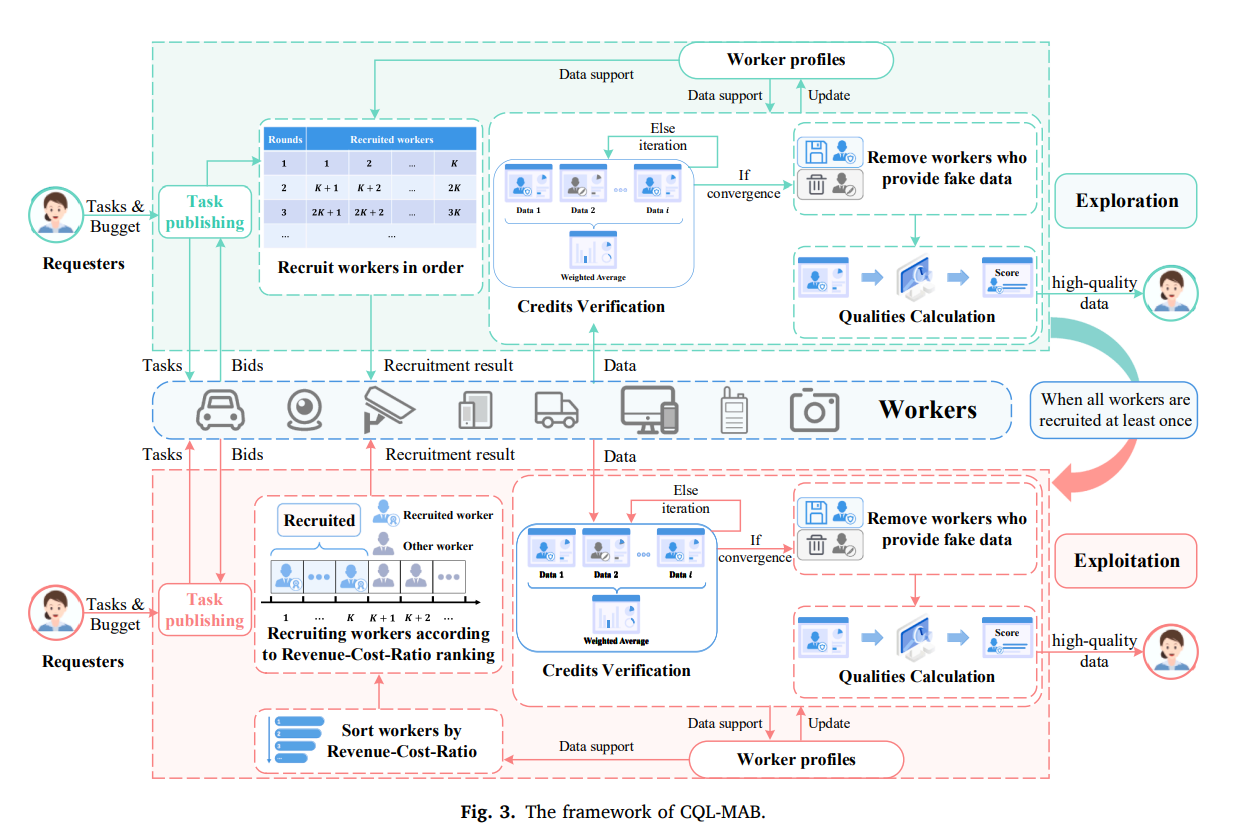 Worker profiles
Data support
Data support
Update
Rounds Recruited workers
1 1 2 ... K
2 K + 1 K + 2 ... 2K
3 2K + 1 2K + 2 ... 3K
... ...
Recruit workers in order
Else
iteration
Data 1 Data 2 ... Data i
Weighted Average
Credits Verification
If
convergence
Remove workers who
provide fake data
Score
Qualities Calculation
Exploration
high-quality
data
Tasks &
Bugget
Requesters
Task
publishing
Tasks
Bids
Recruitment result
Data
Workers
When all workers are
recruited at least once
Tasks
Bids
Recruitment result
Data
Recruited
Recruited worker
Other worker
...
...
1 ... K K + 1 K + 2 ...
Recruiting workers according
to Revenue-Cost-Ratio ranking
Else
iteration
Data 1 Data 2 ... Data i
Weighted Average
Credits Verification
If
convergence
Remove workers who
provide fake data
Score
Qualities Calculation
Exploitation
high-quality
data
Tasks &
Bugget
Requesters
Task
publishing
1
2
3
...
Sort workers by
Revenue-Cost-Ratio
Data support
Data support
Update
Worker profiles
Fig. 3. The framework of CQL-MAB.